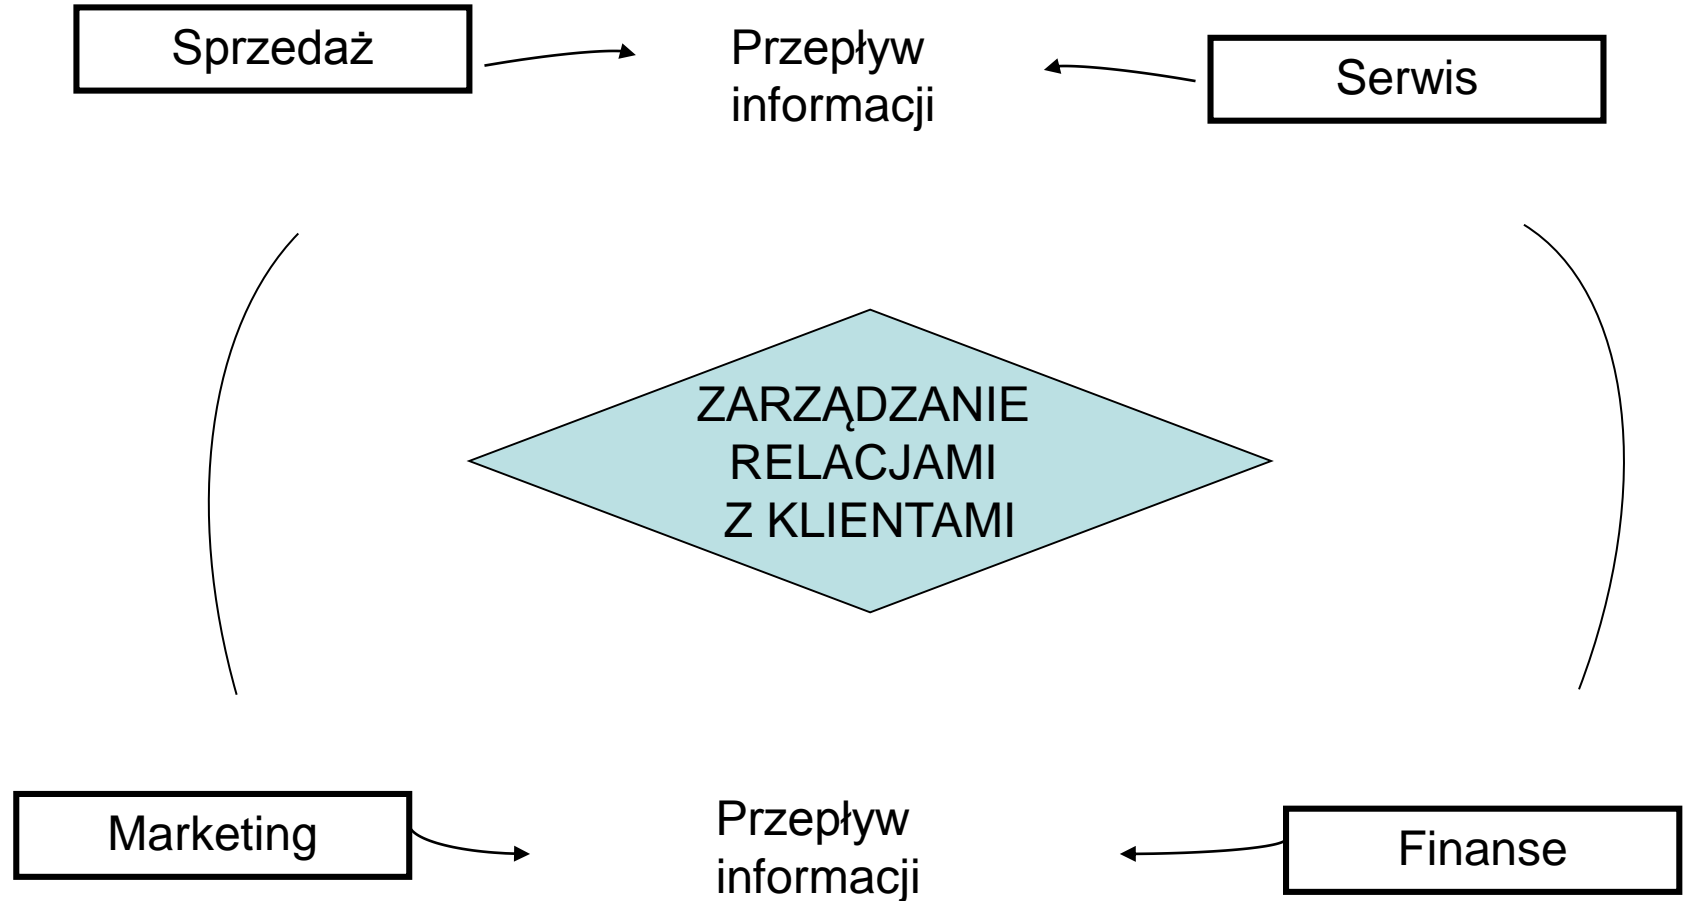 Sprzedaż
Przepływ
informacji
Serwis
ZARZĄDZANIE
RELACJAMI
Z KLIENTAMI
Marketing
Przepływ
informacji
Finanse